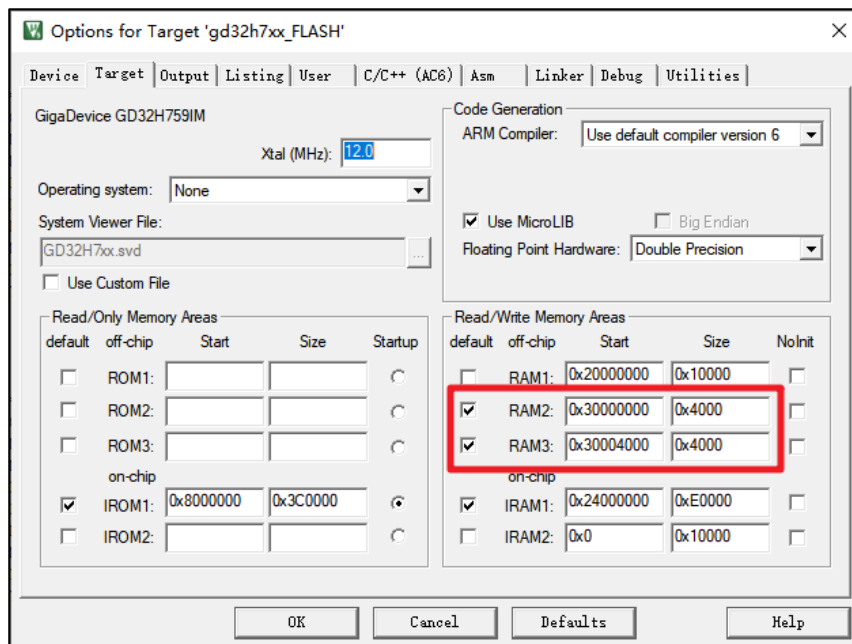 Options for Target 'gd32h7xx_FLASH'
Device Target Output Listing User C/C++ (AC6) Asm Linker Debug Utilities
GigaDevice GD32H759IM
Xtal (MHz): 12.0
Operating system: None
System Viewer File:
GD32H7xx.svd ...
Use Custom File
Code Generation
ARM Compiler: Use default compiler version 6
Use MicroLIB Big Endian
Floating Point Hardware: Double Precision
Read/Only Memory Areas
default off-chip Start Size Startup
ROM1:
ROM2:
ROM3:
on-chip
IROM1: 0x8000000 0x3C0000
IROM2:
Read/Write Memory Areas
default off-chip Start Size NoInit
RAM1: 0x20000000 0x10000
RAM2: 0x30000000 0x4000
RAM3: 0x30004000 0x4000
on-chip
IRAM1: 0x24000000 0xE0000
IRAM2: 0x0 0x10000
OK Cancel Defaults Help